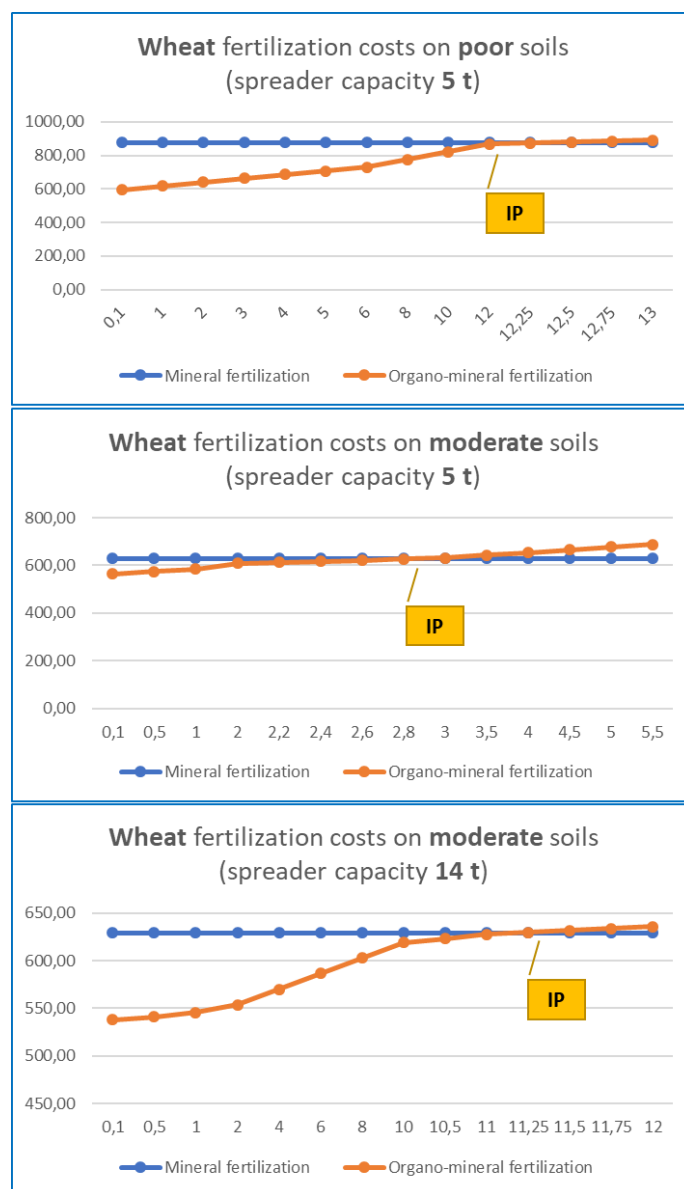 Wheat fertilization costs on poor soils
(spreader capacity 5 t)
1000,00
800,00
600,00
400,00
200,00
0,00
IP
0,1 1 2 3 4 5 6 8 10 12 12,25 12,5 12,75 13
Mineral fertilization Organo-mineral fertilization
Wheat fertilization costs on moderate soils
(spreader capacity 5 t)
800,00
600,00
400,00
200,00
0,00
IP
0,1 0,5 1 2 2,2 2,4 2,6 2,8 3 3,5 4 4,5 5 5,5
Mineral fertilization Organo-mineral fertilization
Wheat fertilization costs on moderate soils
(spreader capacity 14 t)
650,00
600,00
550,00
500,00
450,00
IP
0,1 0,5 1 2 4 6 8 10 10,5 11 11,25 11,5 11,75 12
Mineral fertilization Organo-mineral fertilization